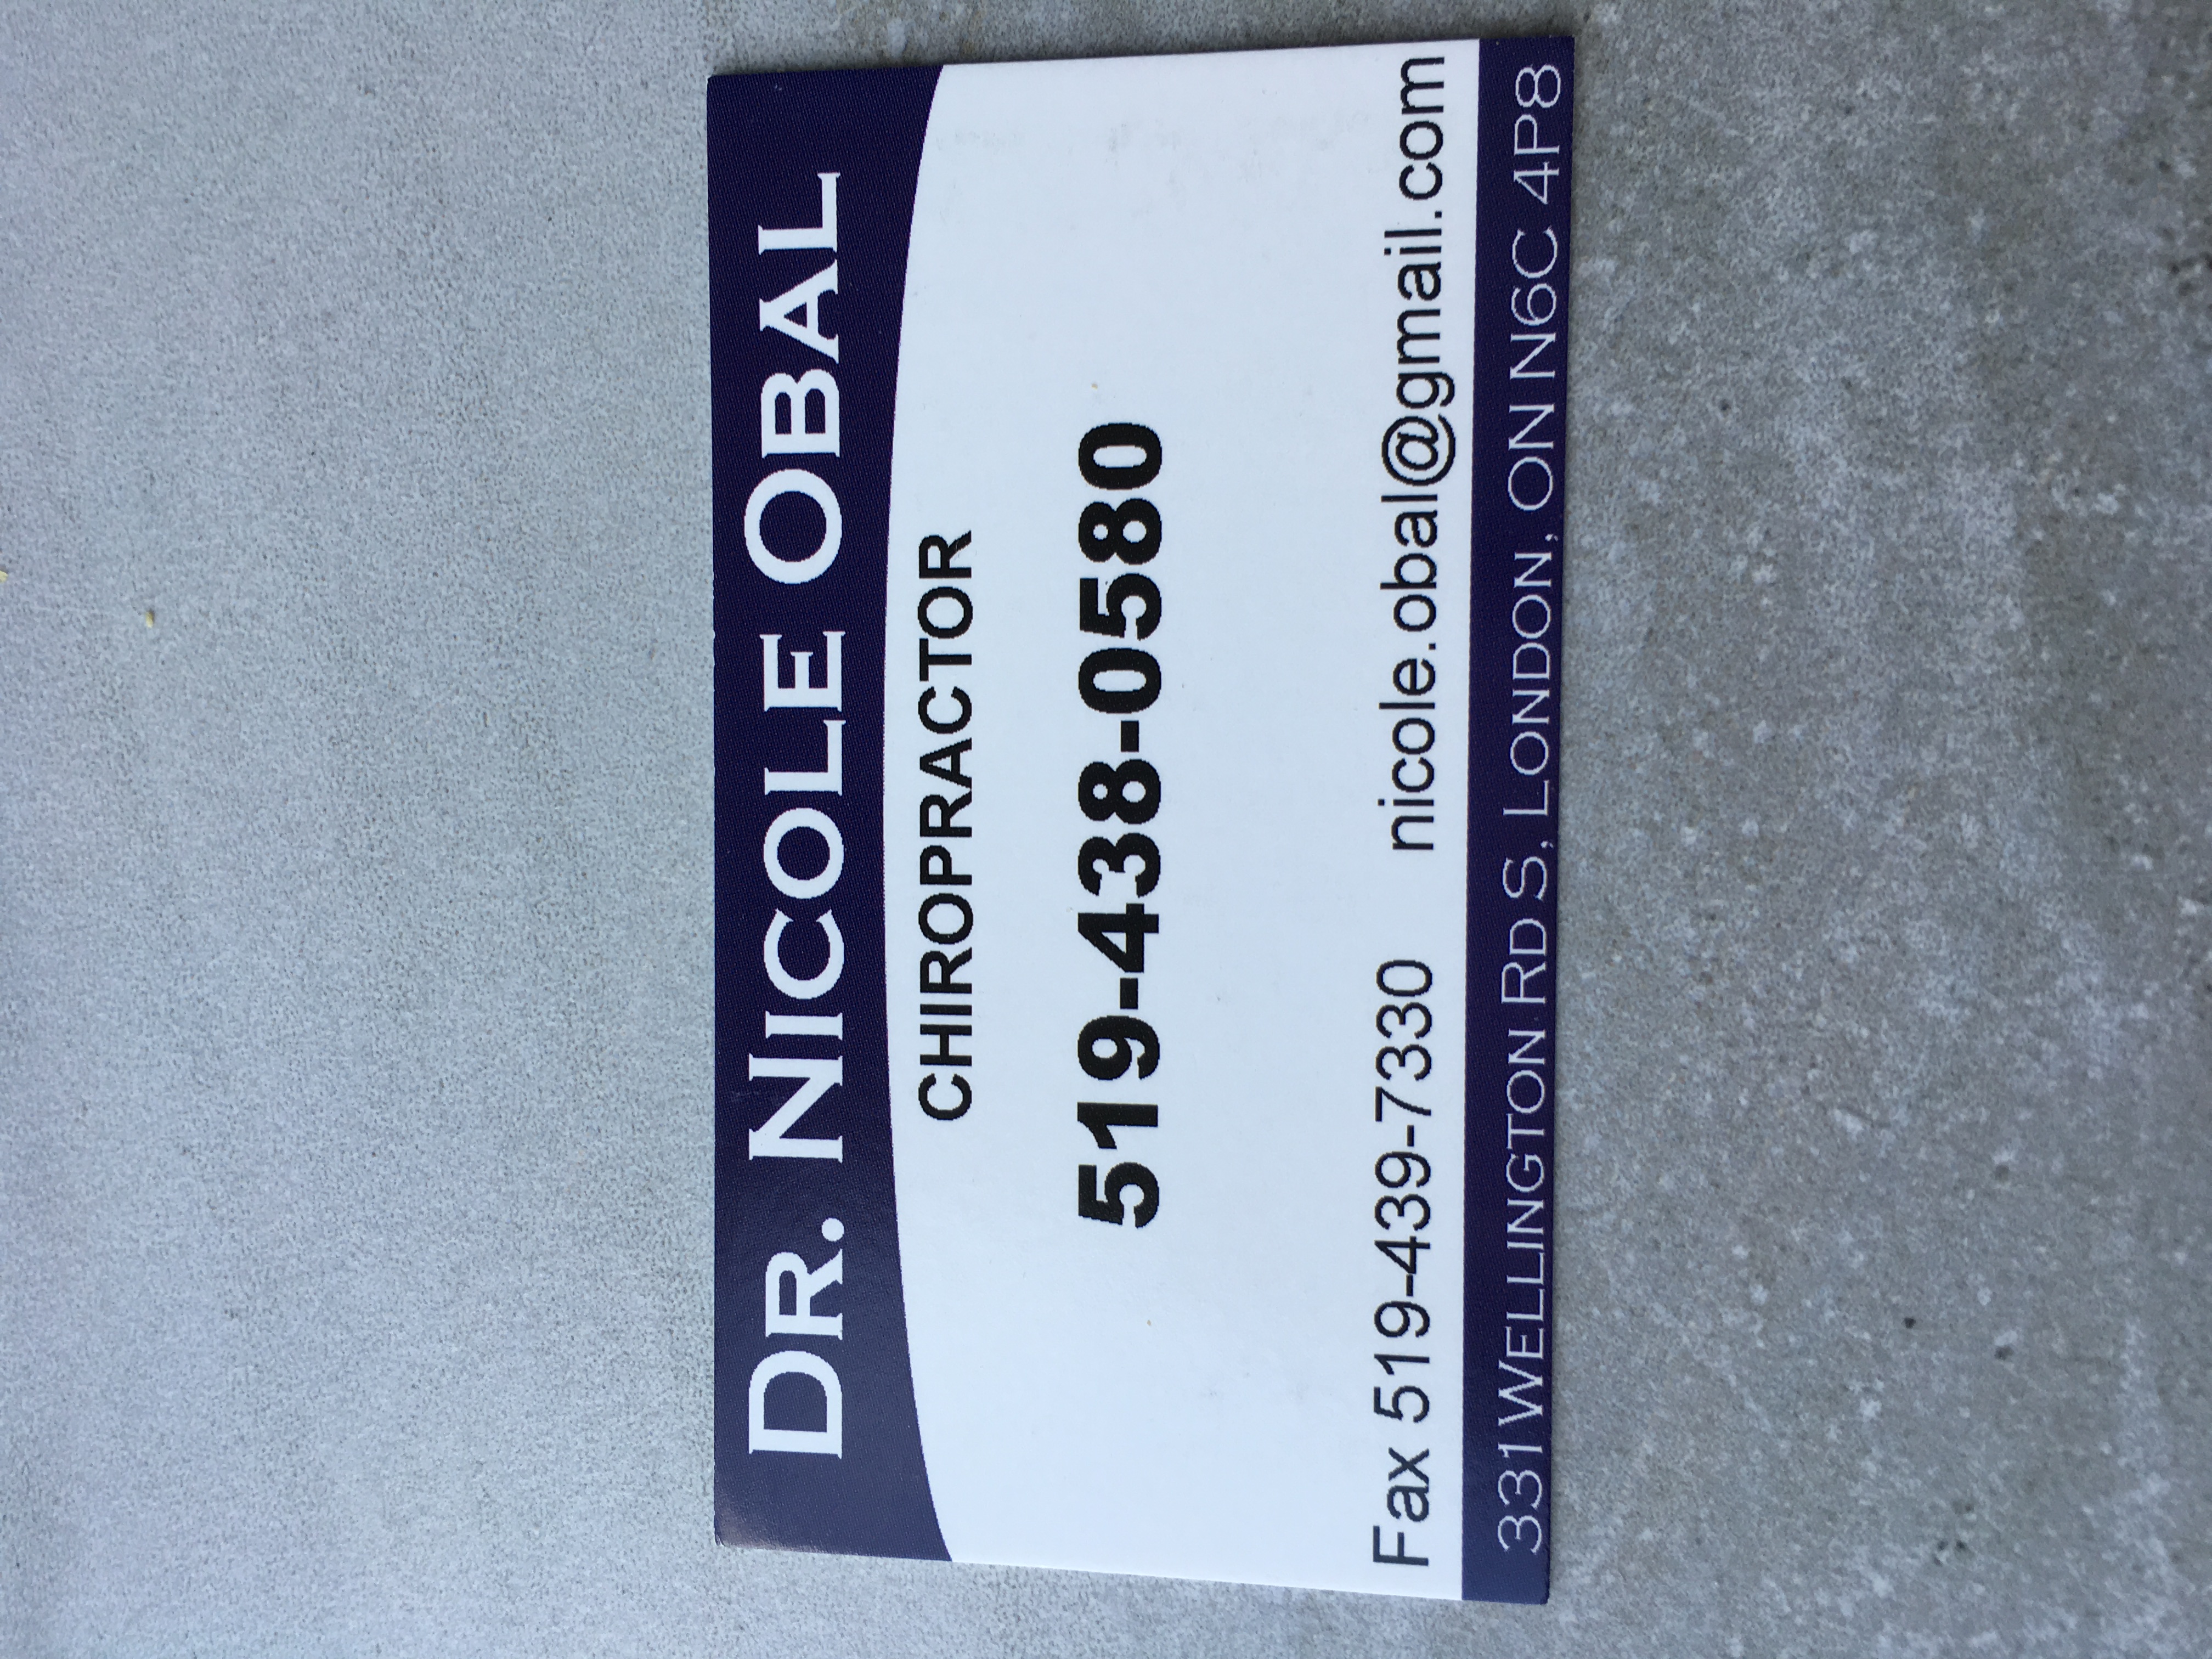 DR. NICOLE OBAL
CHIROPRACTOR
519-438-0580
Fax 519-439-7330 nicole.obal@gmail.com
331 WELLINGTON RD S, LONDON, ON N6C 4P8